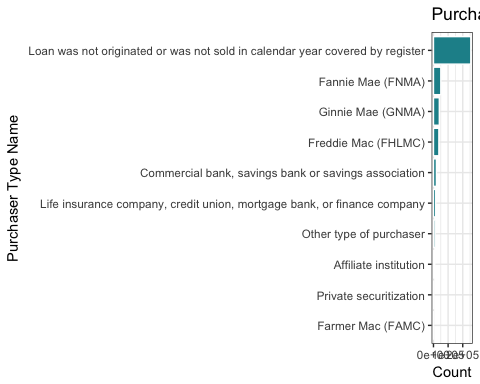 Purcha
Loan was not originated or was not sold in calendar year covered by register
Fannie Mae (FNMA)
Ginnie Mae (GNMA)
Freddie Mac (FHLMC)
Commercial bank, savings bank or savings association
Life insurance company, credit union, mortgage bank, or finance company
Other type of purchaser
Affiliate institution
Private securitization
Farmer Mac (FAMC)
Purchaser Type Name
Count